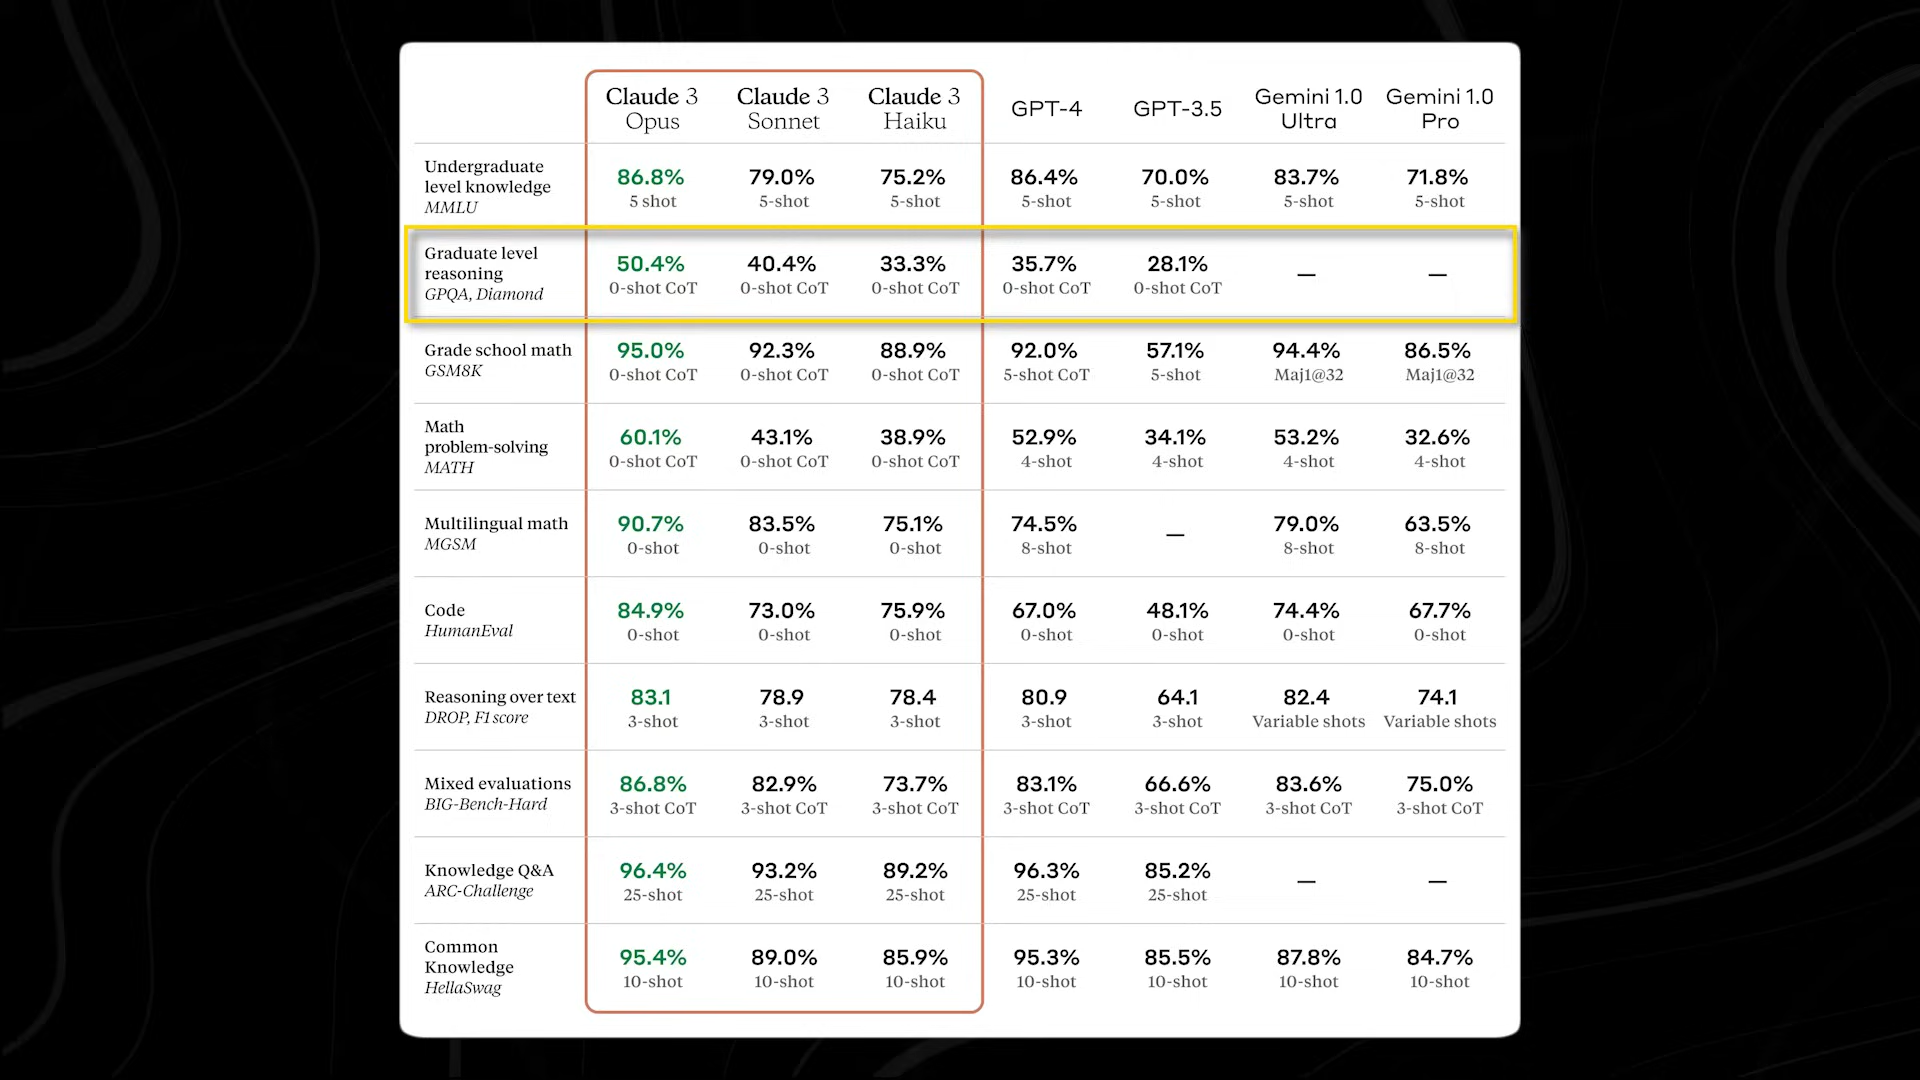 Claude 3 Opus
Claude 3 Sonnet
Claude 3 Haiku
GPT-4
GPT-3.5
Gemini 1.0 Ultra
Gemini 1.0 Pro
Undergraduate
level knowledge
MMLU
86.8% 79.0% 75.2% 86.4% 70.0% 83.7% 71.8%
5 shot 5-shot 5-shot 5-shot 5-shot 5-shot 5-shot
Graduate level
reasoning
GPQA, Diamond
50.4% 40.4% 33.3% 35.7% 28.1% — —
0-shot CoT 0-shot CoT 0-shot CoT 0-shot CoT 0-shot CoT
Grade school math
GSM8K
95.0% 92.3% 88.9% 92.0% 57.1% 94.4% 86.5%
0-shot CoT 0-shot CoT 0-shot CoT 5-shot CoT 5-shot Maj1@32 Maj1@32
Math
problem-solving
MATH
60.1% 43.1% 38.9% 52.9% 34.1% 53.2% 32.6%
0-shot CoT 0-shot CoT 0-shot CoT 4-shot 4-shot 4-shot 4-shot
Multilingual math
MGSM
90.7% 83.5% 75.1% 74.5% — 79.0% 63.5%
0-shot 0-shot 0-shot 8-shot 8-shot 8-shot
Code
HumanEval
84.9% 73.0% 75.9% 67.0% 48.1% 74.4% 67.7%
0-shot 0-shot 0-shot 0-shot 0-shot 0-shot 0-shot
Reasoning over text
DROP, F1 score
83.1 78.9 78.4 80.9 64.1 82.4 74.1
3-shot 3-shot 3-shot 3-shot 3-shot Variable shots Variable shots
Mixed evaluations
BIG-Bench-Hard
86.8% 82.9% 73.7% 83.1% 66.6% 83.6% 75.0%
3-shot CoT 3-shot CoT 3-shot CoT 3-shot CoT 3-shot CoT 3-shot CoT 3-shot CoT
Knowledge Q&A
ARC-Challenge
96.4% 93.2% 89.2% 96.3% 85.2% — —
25-shot 25-shot 25-shot 25-shot 25-shot
Common
Knowledge
HellaSwag
95.4% 89.0% 85.9% 95.3% 85.5% 87.8% 84.7%
10-shot 10-shot 10-shot 10-shot 10-shot 10-shot 10-shot